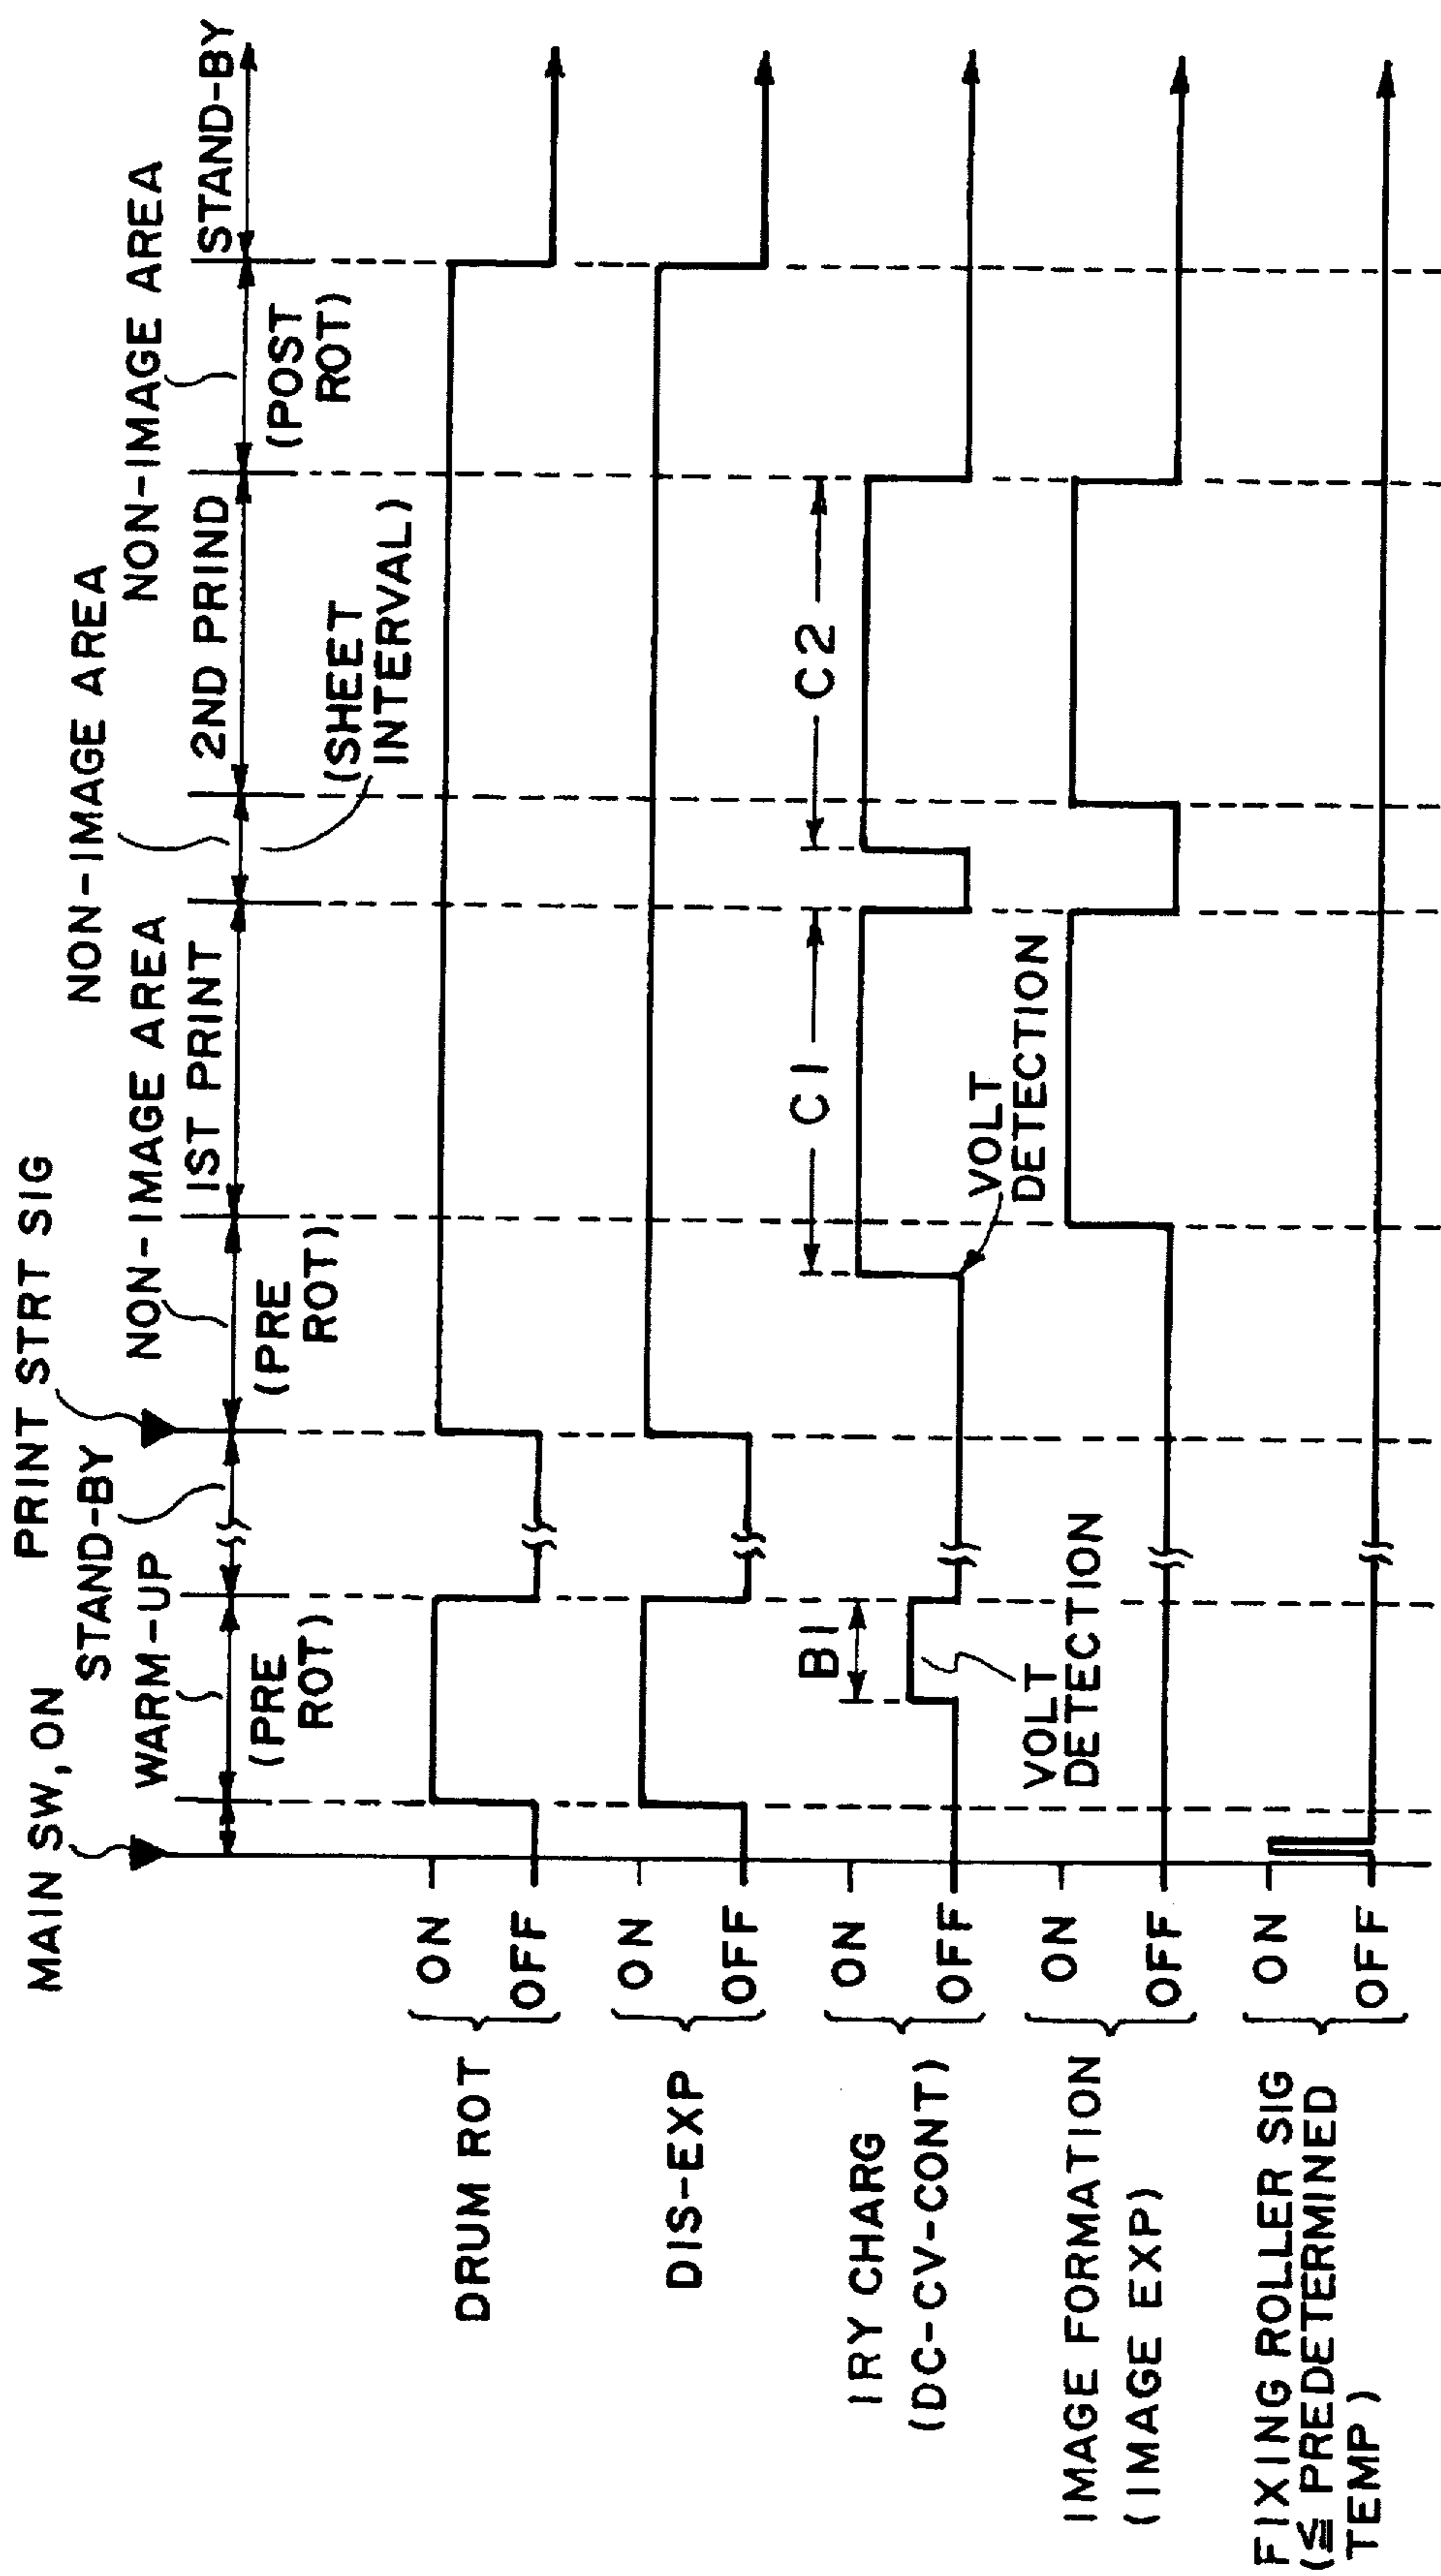 MAIN SW, ON
PRINT STRT SIG
STAND-BY
WARM-UP
(PRE
ROT)
NON-IMAGE AREA
(PRE
ROT)
1ST PRINT
NON-IMAGE AREA
(SHEET
INTERVAL)
2ND PRIND
NON-IMAGE AREA
(POST
ROT)
STAND-BY
DRUM ROT
ON
OFF
DIS-EXP
ON
OFF
IRY CHARG
(DC-CV-CONT)
ON
OFF
B1
VOLT
DETECTION
C1
VOLT
DETECTION
C2
IMAGE FORMATION
(IMAGE EXP)
ON
OFF
FIXING ROLLER SIG
(≦ PREDETERMINED
TEMP)
ON
OFF